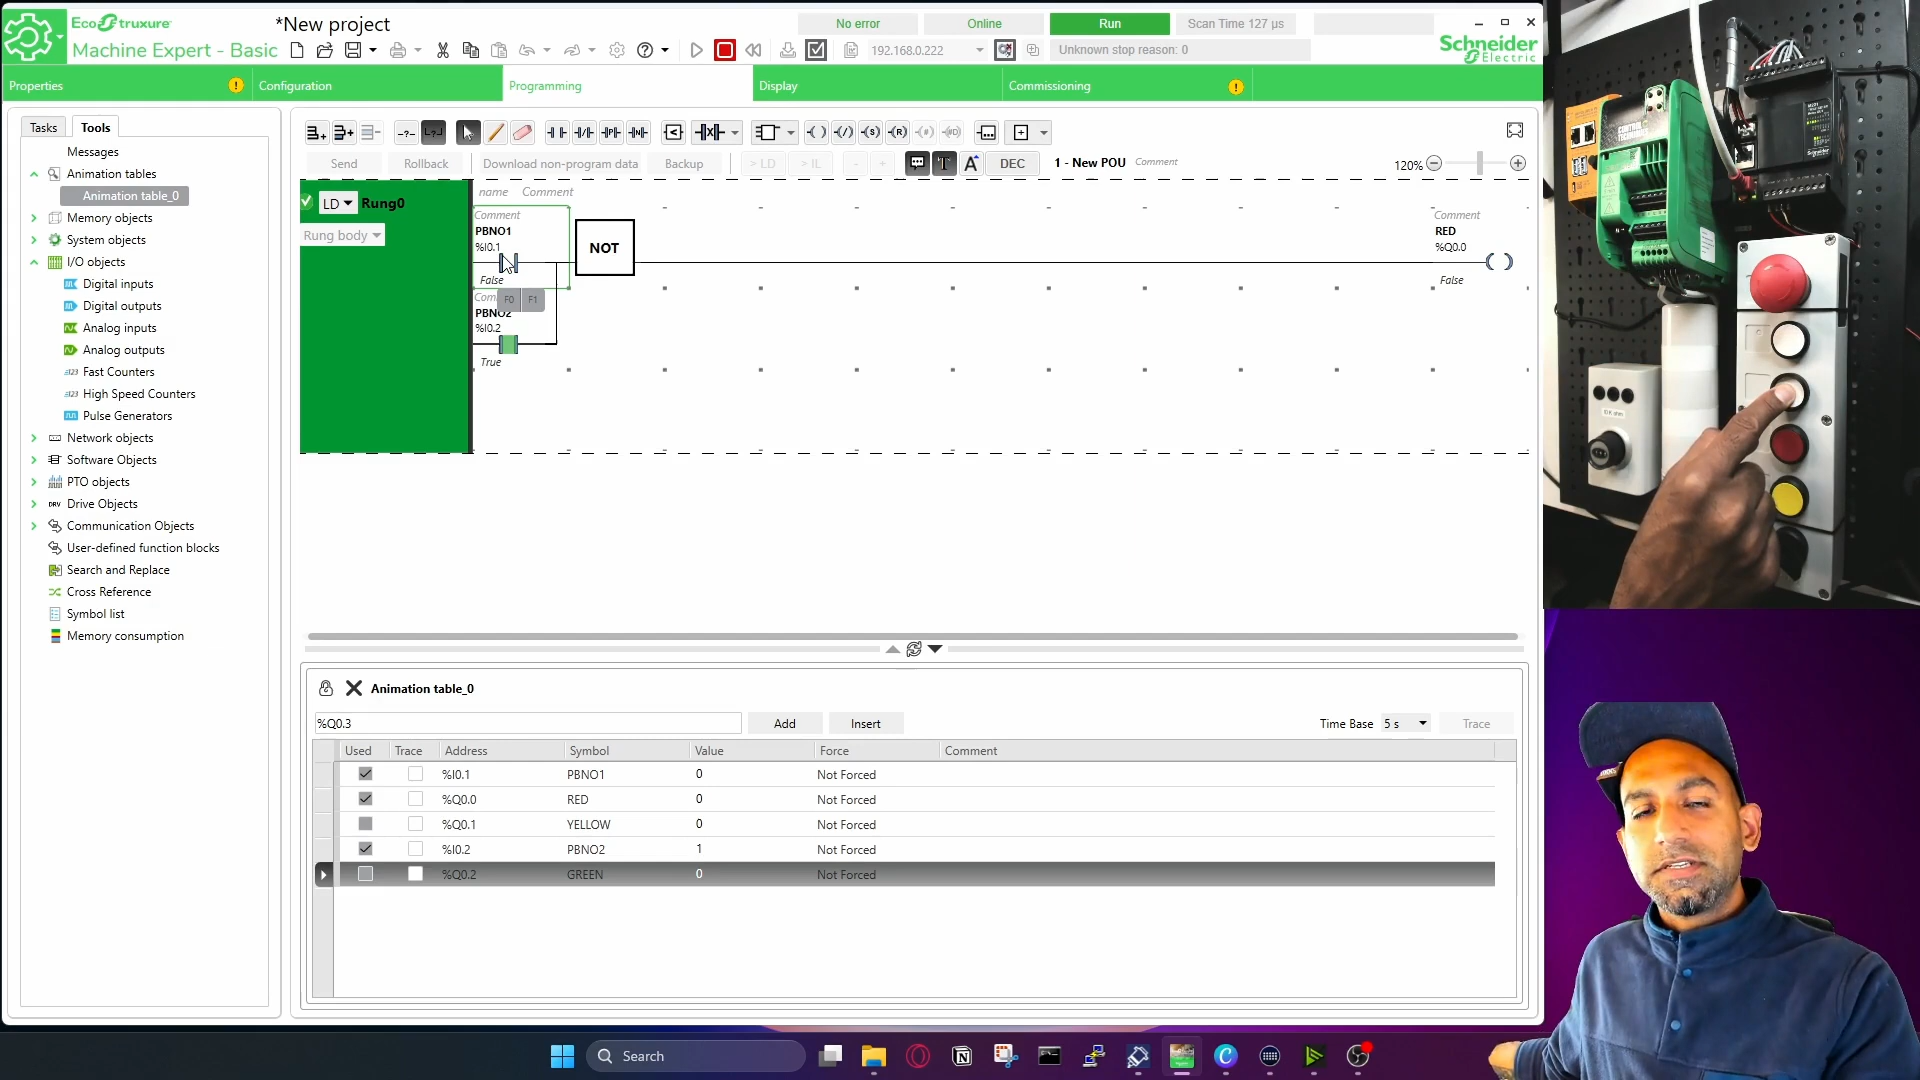 EcoStruxure
Machine Expert - Basic
*New project
No error
Online
Run
Scan Time 127 µs
192.168.0.222
Unknown stop reason: 0
Schneider
Electric
Properties
Configuration
Programming
Display
Commissioning
Tasks
Tools
Messages
Animation tables
Animation table_0
Memory objects
System objects
I/O objects
Digital inputs
Digital outputs
Analog inputs
Analog outputs
Fast Counters
High Speed Counters
Pulse Generators
Network objects
Software Objects
PTO objects
DRV Drive Objects
Communication Objects
User-defined function blocks
Search and Replace
Cross Reference
Symbol list
Memory consumption
Send
Rollback
Download non-program data
Backup
> LD
> IL
-
+
DEC
1 - New POU
Comment
120%
LD
Rung0
Rung body
name
Comment
Comment
PBNO1
%I0.1
False
F0
F1
Com
PBNO2
%I0.2
True
NOT
Comment
RED
%Q0.0
False
Animation table_0
%Q0.3
Add
Insert
Time Base
5 s
Trace
Used Trace Address Symbol Value Force Comment
%I0.1 PBNO1 0 Not Forced
%Q0.0 RED 0 Not Forced
%Q0.1 YELLOW 0 Not Forced
%I0.2 PBNO2 1 Not Forced
%Q0.2 GREEN 0 Not Forced
Search